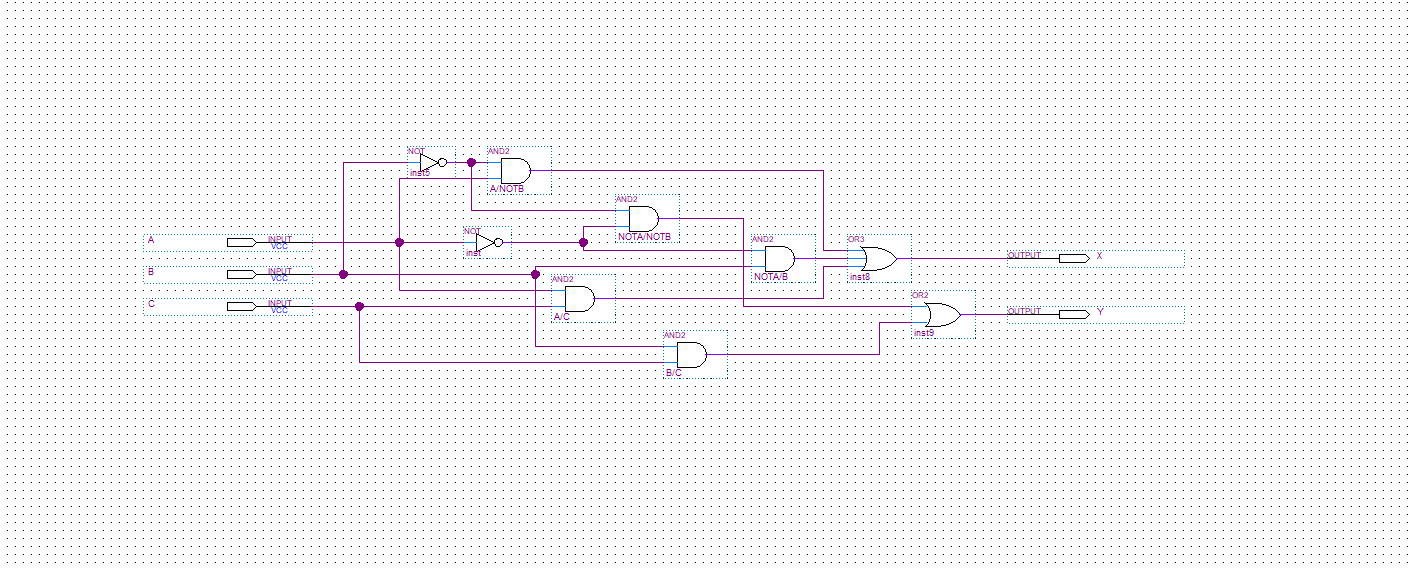 NOT
inst5
AND2
A/NOTB
AND2
NOTA/NOTB
A
INPUT
VCC
NOT
inst
AND2
NOTA/B
OR3
inst8
OUTPUT
X
B
INPUT
VCC
C
INPUT
VCC
AND2
A/C
OR2
inst9
OUTPUT
Y
AND2
B/C